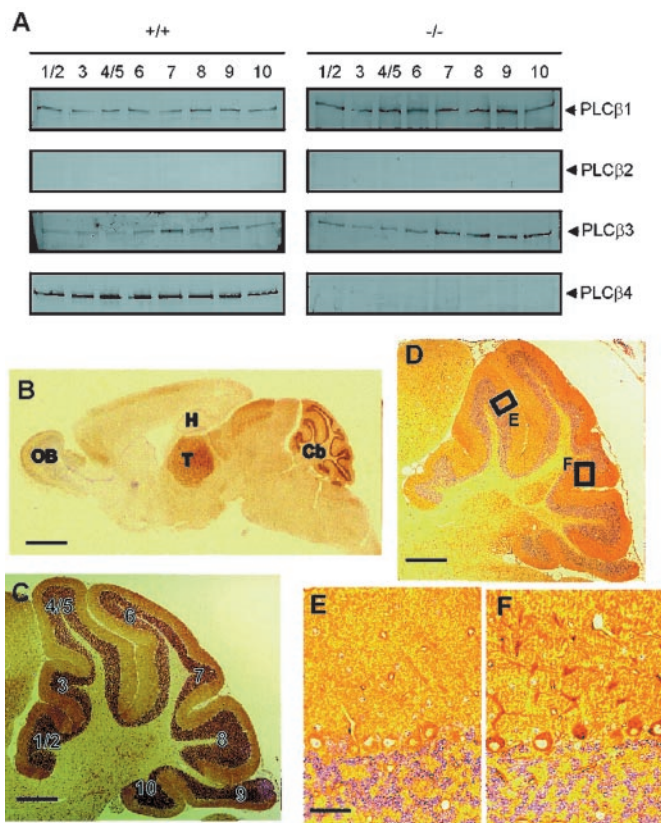 A
+/+ -/-
1/2 3 4/5 6 7 8 9 10 1/2 3 4/5 6 7 8 9 10
PLCβ1
PLCβ2
PLCβ3
PLCβ4
B
OB H T Cb
D
E
F
C
4/5 6
3 7
1/2 8
10 9
E F